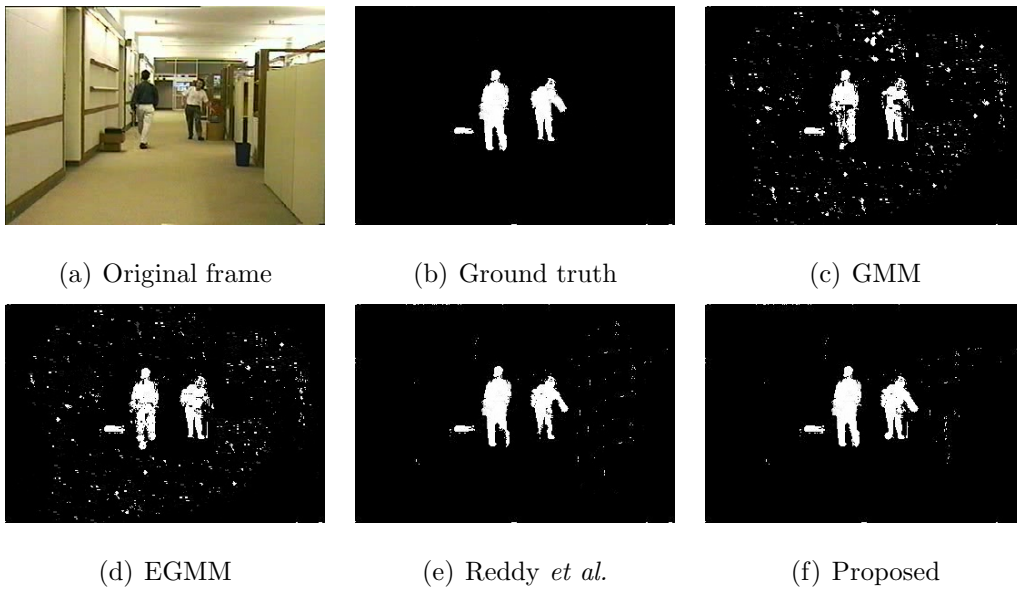 (a) Original frame
(b) Ground truth
(c) GMM
(d) EGMM
(e) Reddy et al.
(f) Proposed